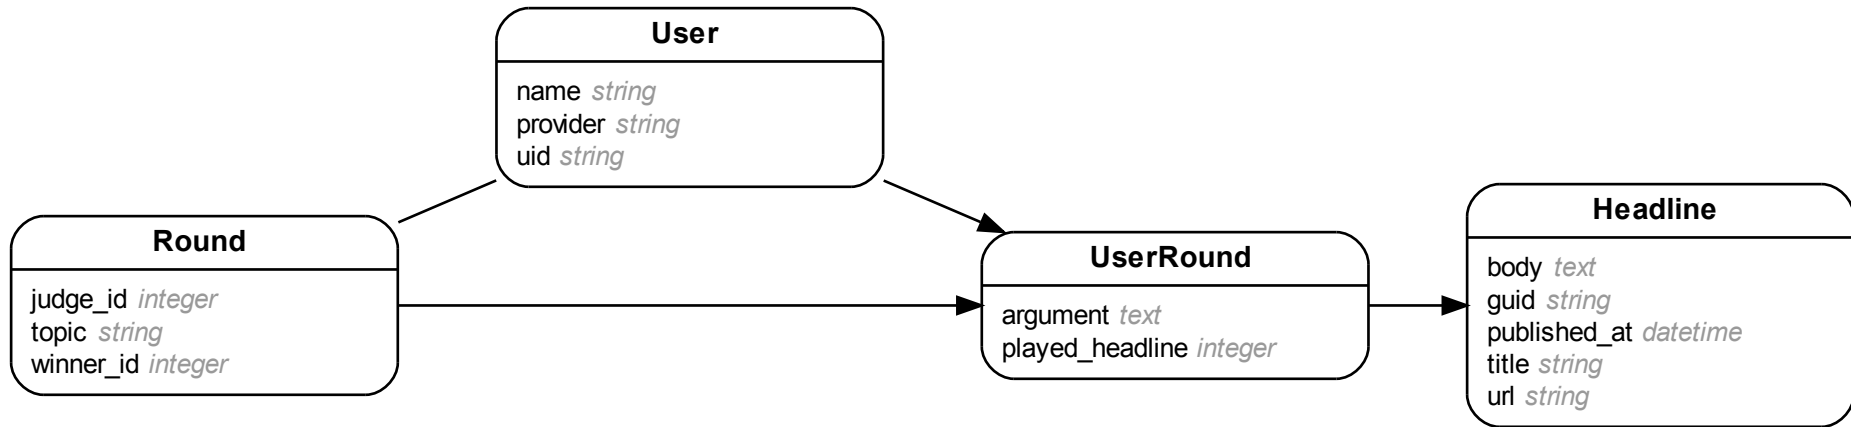 User
name string
provider string
uid string
Round
judge_id integer
topic string
winner_id integer
UserRound
argument text
played_headline integer
Headline
body text
guid string
published_at datetime
title string
url string